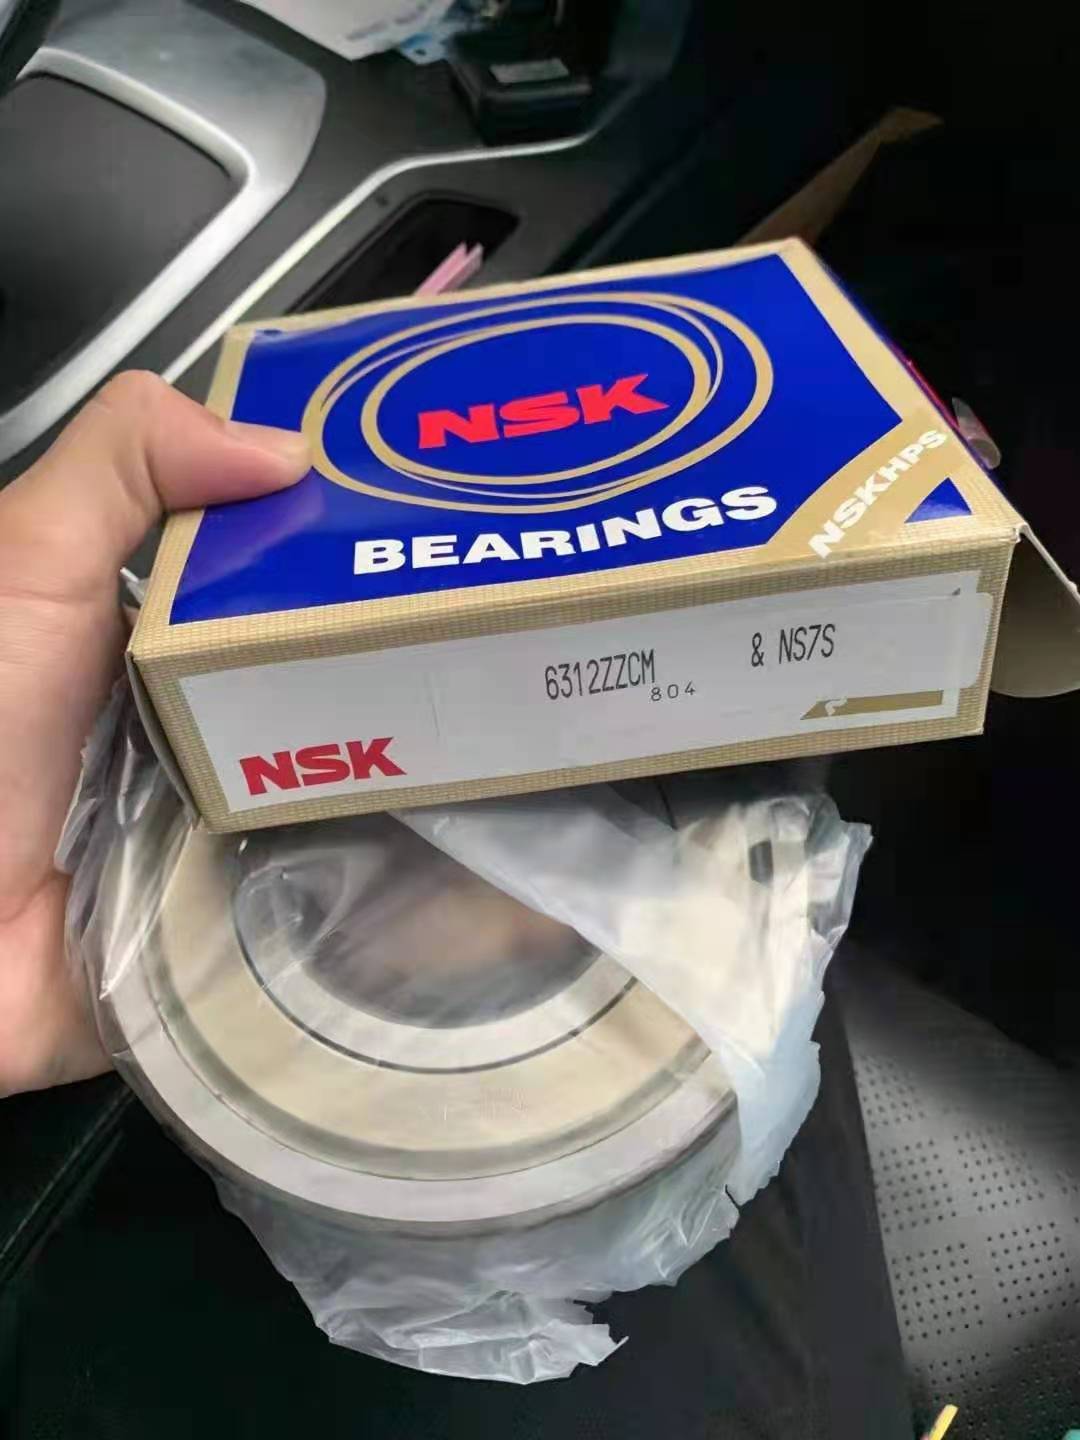 NSK
BEARINGS
NSKHPS
6312ZZCM & NS7S
804
NSK